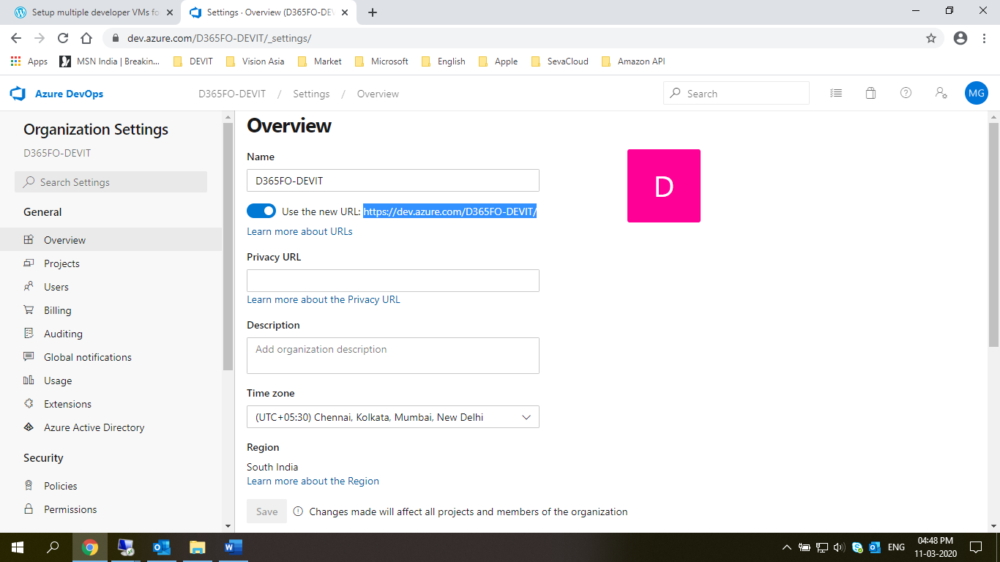 Setup multiple developer VMs fo
Settings · Overview (D365FO-DEV
dev.azure.com/D365FO-DEVIT/_settings/
Apps
MSN India | Breakin...
DEVIT
Vision Asia
Market
Microsoft
English
Apple
SevaCloud
Amazon API
Azure DevOps
D365FO-DEVIT / Settings / Overview
Search
MG
Organization Settings
D365FO-DEVIT
Search Settings
General
Overview
Projects
Users
Billing
Auditing
Global notifications
Usage
Extensions
Azure Active Directory
Security
Policies
Permissions
Overview
Name
D365FO-DEVIT
D
Use the new URL: https://dev.azure.com/D365FO-DEVIT/
Learn more about URLs
Privacy URL
Learn more about the Privacy URL
Description
Add organization description
Time zone
(UTC+05:30) Chennai, Kolkata, Mumbai, New Delhi
Region
South India
Learn more about the Region
Save
Changes made will affect all projects and members of the organization
ENG
04:48 PM
11-03-2020